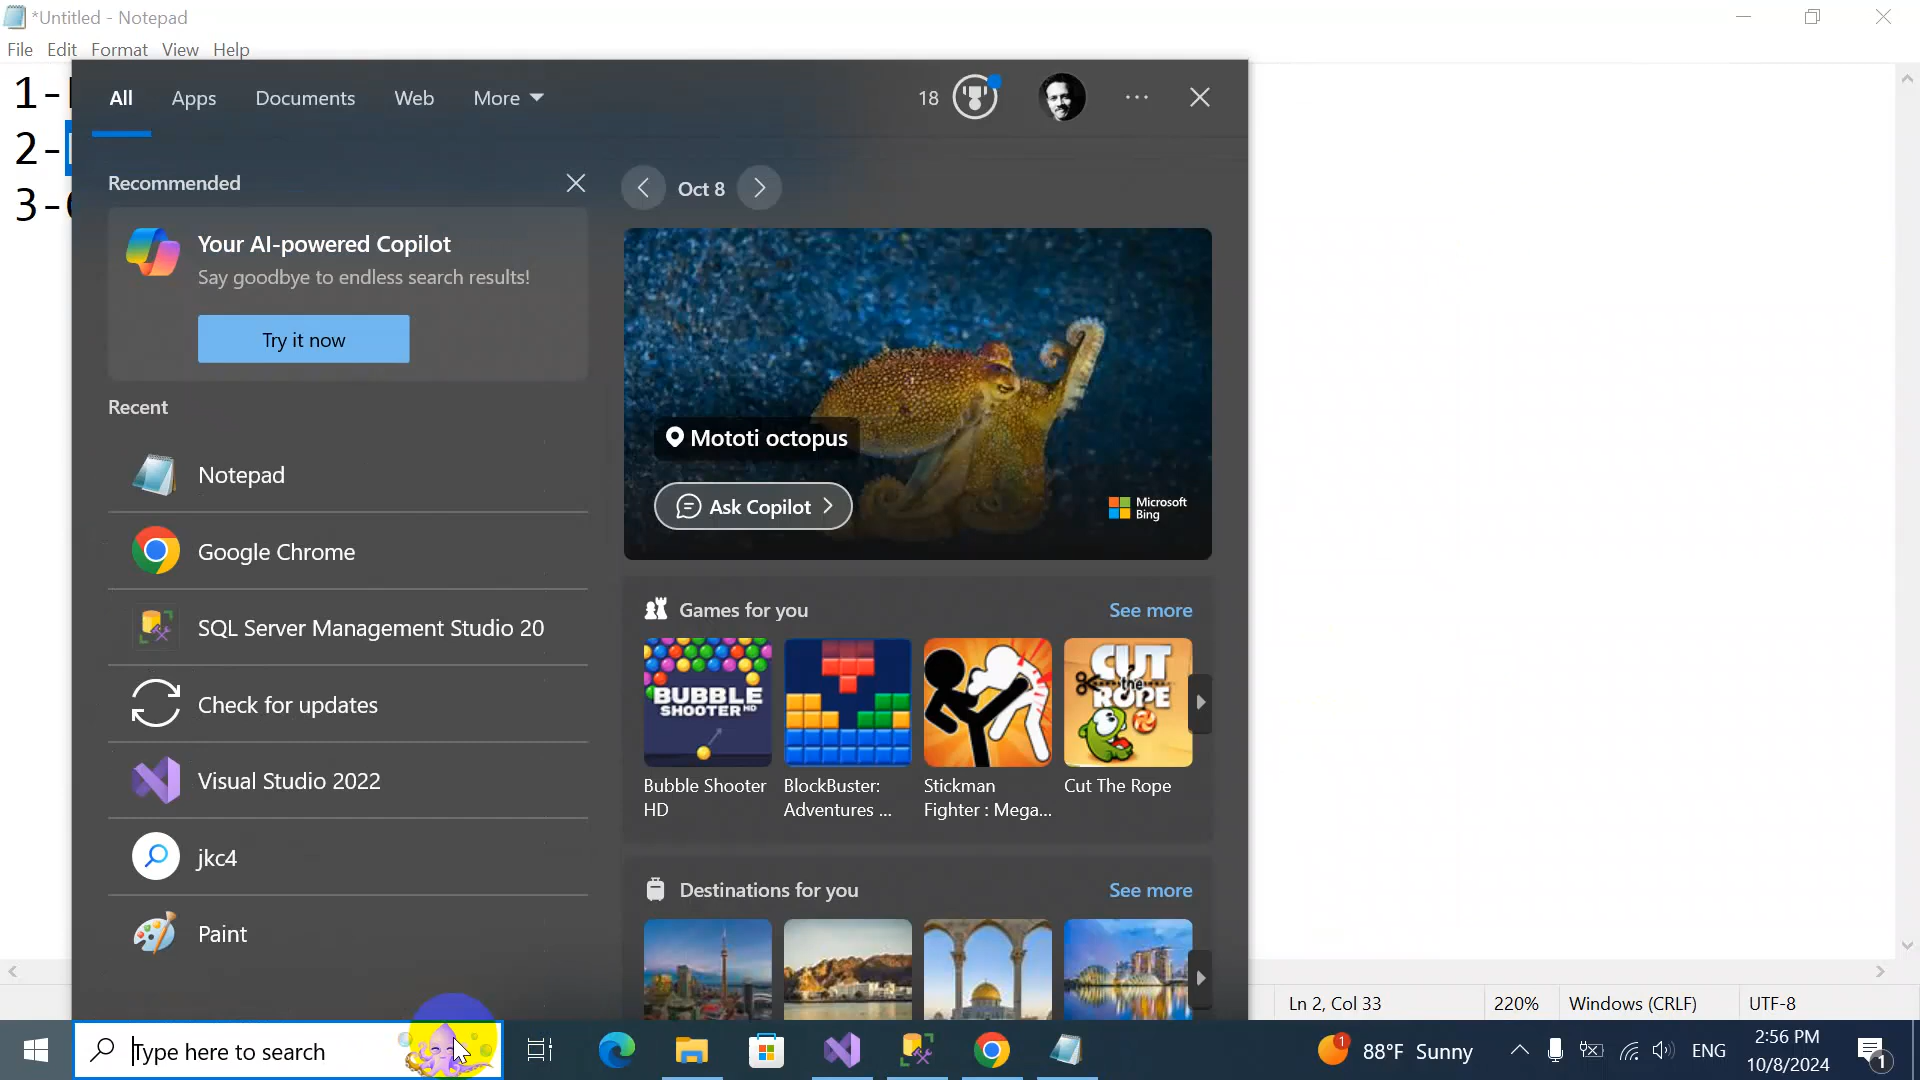 *Untitled - Notepad
File Edit Format View Help
1-
2-
3-
All Apps Documents Web More
18
Recommended
Your AI-powered Copilot
Say goodbye to endless search results!
Try it now
Recent
Notepad
Google Chrome
SQL Server Management Studio 20
Check for updates
Visual Studio 2022
jkc4
Paint
Oct 8
Mototi octopus
Ask Copilot
Microsoft
Bing
Games for you See more
BUBBLE
SHOOTER HD
CUT
the
ROPE
Bubble Shooter
HD
BlockBuster:
Adventures ...
Stickman
Fighter : Mega...
Cut The Rope
Destinations for you See more
Ln 2, Col 33 220% Windows (CRLF) UTF-8
Type here to search
1
88°F Sunny
ENG
2:56 PM
10/8/2024
1